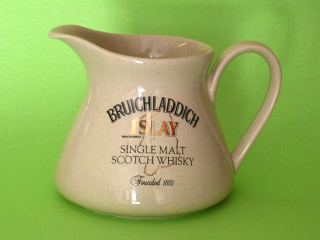 BRUICHLADDICH
ISLAY
SINGLE MALT
SCOTCH WHISKY
Founded 1881